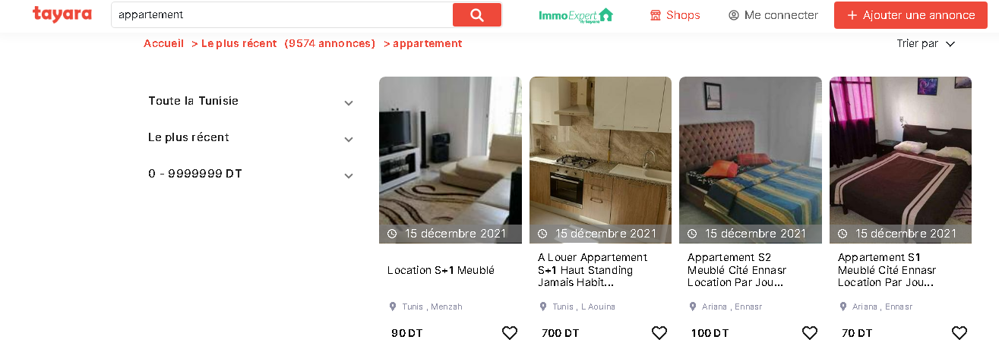 tayara
appartement
ImmoExpert
by tayara
Shops
Me connecter
Ajouter une annonce
Accueil > Le plus récent (9574 annonces) > appartement
Trier par
Toute la Tunisie
Le plus récent
0 - 9999999 DT
15 décembre 2021
Location S+1 Meublé
Tunis , Menzah
90 DT
15 décembre 2021
A Louer Appartement
S+1 Haut Standing
Jamais Habit...
Tunis , L Aouina
700 DT
15 décembre 2021
Appartement S2
Meublé Cité Ennasr
Location Par Jou...
Ariana , Ennasr
100 DT
15 décembre 2021
Appartement S1
Meublé Cité Ennasr
Location Par Jou...
Ariana , Ennasr
70 DT